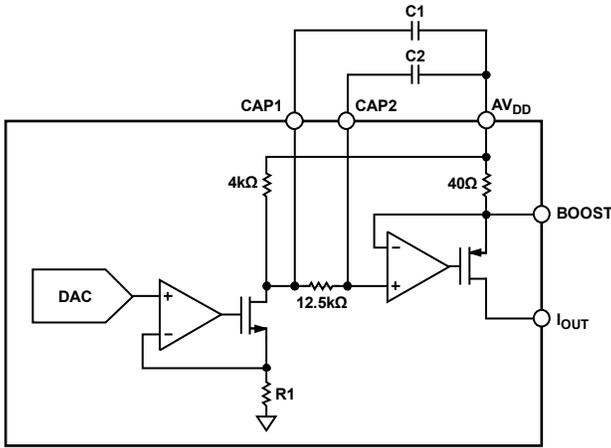 C1
C2
CAP1
CAP2
AVDD
4kΩ
40Ω
BOOST
DAC
+
−
−
+
12.5kΩ
IOUT
R1